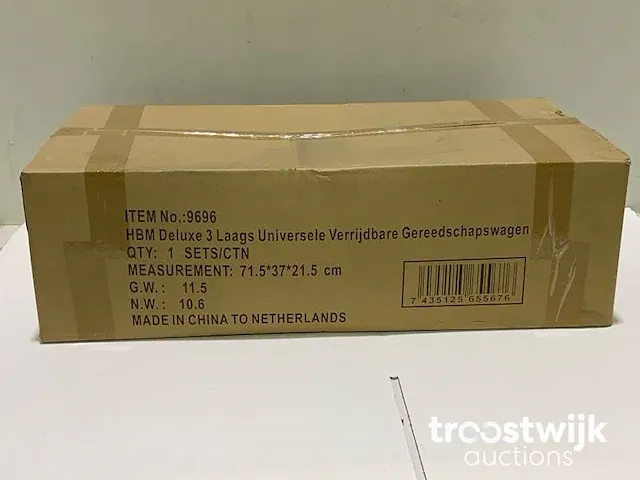 ITEM No.:9696
HBM Deluxe 3 Laags Universele Verrijdbare Gereedschapswagen
QTY: 1 SETS/CTN
MEASUREMENT: 71.5*37*21.5 cm
G.W.: 11.5
N.W.: 10.6
MADE IN CHINA TO NETHERLANDS
7 435125 655676
troostwijk
auctions